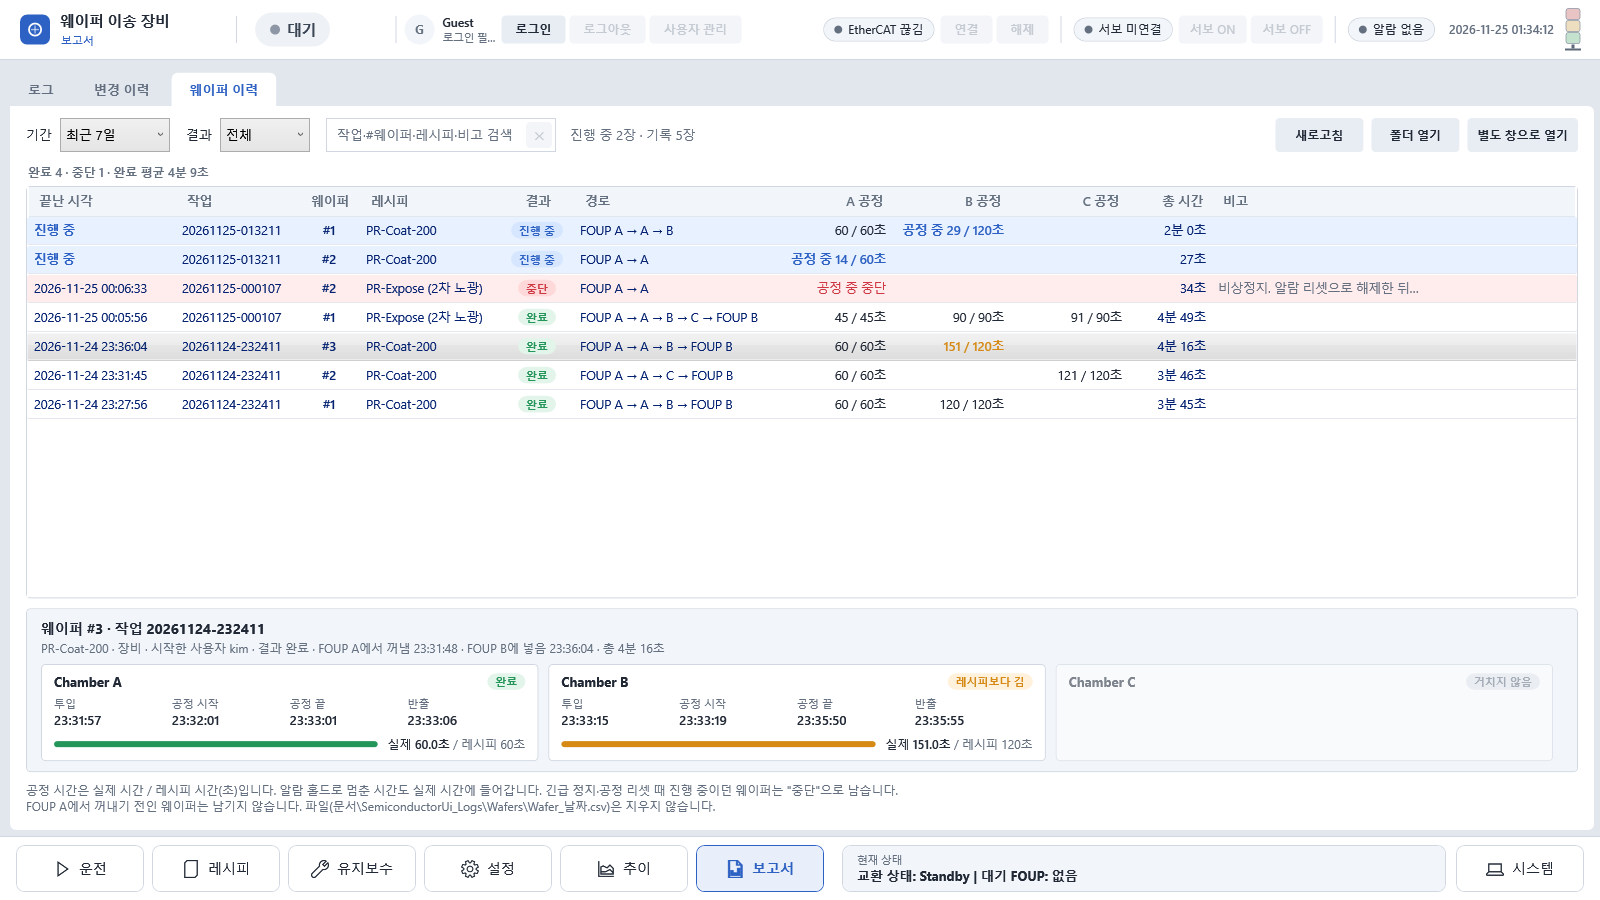 웨이퍼 이송 장비
보고서
대기
G
Guest
로그인 필...
로그인
로그아웃
사용자 관리
EtherCAT 끊김
연결
해제
서보 미연결
서보 ON
서보 OFF
알람 없음
2026-11-25 01:34:12
로그
변경 이력
웨이퍼 이력
기간
최근 7일
결과
전체
작업·#웨이퍼·레시피·비고 검색
진행 중 2장 · 기록 5장
새로고침
폴더 열기
별도 창으로 열기
완료 4 · 중단 1 · 완료 평균 4분 9초
끝난 시각 작업 웨이퍼 레시피 결과 경로 A 공정 B 공정 C 공정 총 시간 비고
진행 중 20261125-013211 #1 PR-Coat-200 진행 중 FOUP A → A → B 60 / 60초 공정 중 29 / 120초 2분 0초
진행 중 20261125-013211 #2 PR-Coat-200 진행 중 FOUP A → A 공정 중 14 / 60초 27초
2026-11-25 00:06:33 20261125-000107 #2 PR-Expose (2차 노광) 중단 FOUP A → A 공정 중 중단 34초 비상정지. 알람 리셋으로 해제한 뒤...
2026-11-25 00:05:56 20261125-000107 #1 PR-Expose (2차 노광) 완료 FOUP A → A → B → C → FOUP B 45 / 45초 90 / 90초 91 / 90초 4분 49초
2026-11-24 23:36:04 20261124-232411 #3 PR-Coat-200 완료 FOUP A → A → B → FOUP B 60 / 60초 151 / 120초 4분 16초
2026-11-24 23:31:45 20261124-232411 #2 PR-Coat-200 완료 FOUP A → A → C → FOUP B 60 / 60초 121 / 120초 3분 46초
2026-11-24 23:27:56 20261124-232411 #1 PR-Coat-200 완료 FOUP A → A → B → FOUP B 60 / 60초 120 / 120초 3분 45초
웨이퍼 #3 · 작업 20261124-232411
PR-Coat-200 · 장비 · 시작한 사용자 kim · 결과 완료 · FOUP A에서 꺼냄 23:31:48 · FOUP B에 넣음 23:36:04 · 총 4분 16초
Chamber A 완료
투입 공정 시작 공정 끝 반출
23:31:57 23:32:01 23:33:01 23:33:06
실제 60.0초 / 레시피 60초
Chamber B 레시피보다 김
투입 공정 시작 공정 끝 반출
23:33:15 23:33:19 23:35:50 23:35:55
실제 151.0초 / 레시피 120초
Chamber C 거치지 않음
공정 시간은 실제 시간 / 레시피 시간(초)입니다. 알람 홀드로 멈춘 시간도 실제 시간에 들어갑니다. 긴급 정지·공정 리셋 때 진행 중이던 웨이퍼는 "중단"으로 남습니다.
FOUP A에서 꺼내기 전인 웨이퍼는 남기지 않습니다. 파일(문서\SemiconductorUi_Logs\Wafers\Wafer_날짜.csv)은 지우지 않습니다.
운전
레시피
유지보수
설정
추이
보고서
현재 상태
교환 상태: Standby | 대기 FOUP: 없음
시스템